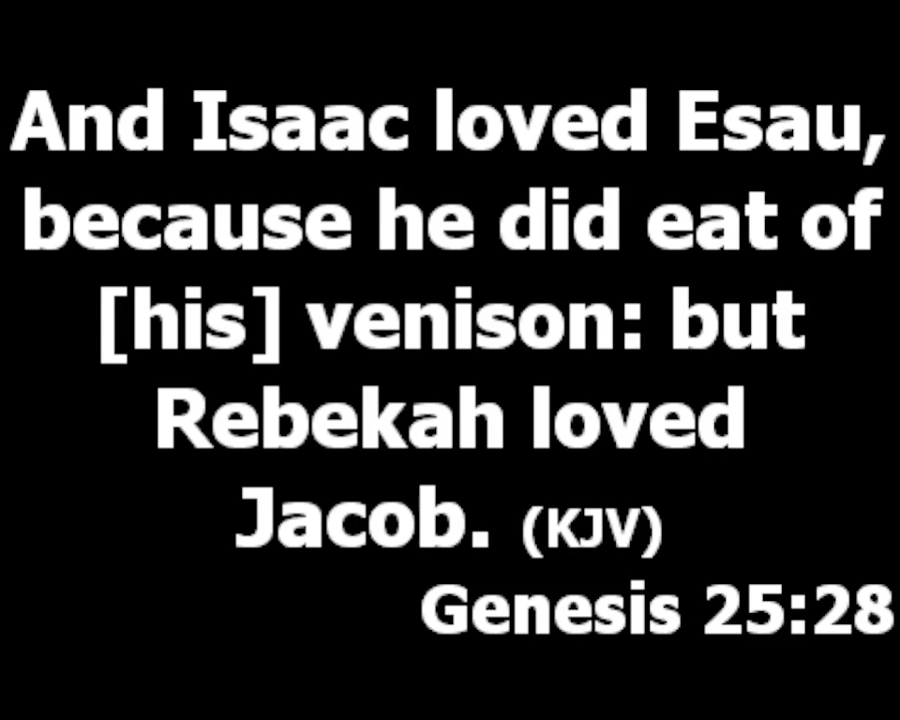 And Isaac loved Esau,
because he did eat of
[his] venison: but
Rebekah loved
Jacob. (KJV)
Genesis 25:28